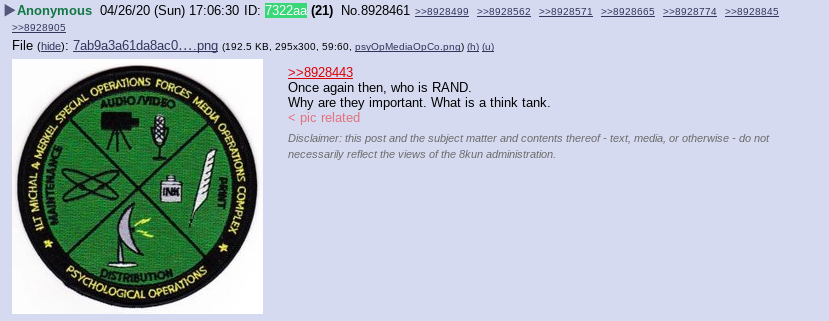 ▶Anonymous 04/26/20 (Sun) 17:06:30 ID: 7322aa (21) No.8928461 >>8928499 >>8928562 >>8928571 >>8928665 >>8928774 >>8928845
>>8928905
File (hide): 7ab9a3a61da8ac0….png (192.5 KB, 295x300, 59:60, psyOpMediaOpCo.png) (h) (u)
>>8928443
Once again then, who is RAND.
Why are they important. What is a think tank.
< pic related
Disclaimer: this post and the subject matter and contents thereof - text, media, or otherwise - do not
necessarily reflect the views of the 8kun administration.
1LT MICHAL A MERKEL SPECIAL OPERATIONS FORCES MEDIA OPERATIONS COMPLEX
AUDIO/VIDEO
MAINTENANCE
INK
PRINT
DISTRIBUTION
PSYCHOLOGICAL OPERATIONS